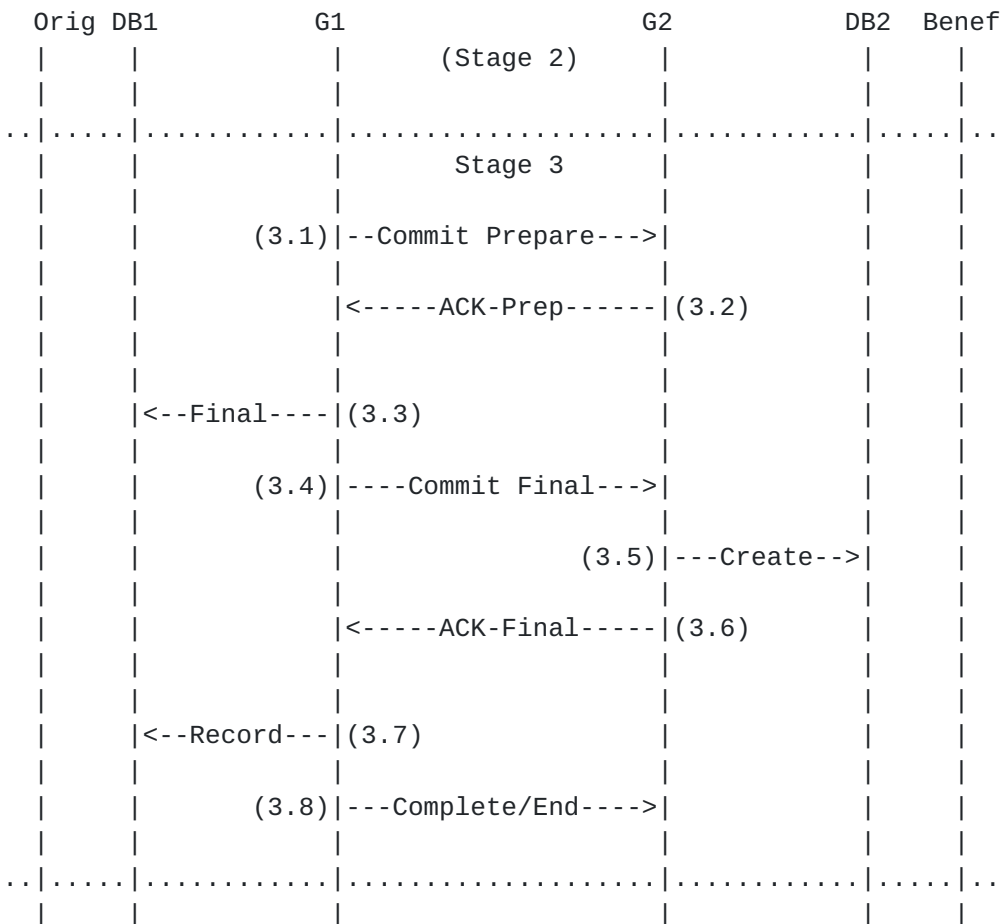 Orig DB1 G1 G2 DB2 Benef
(Stage 2)
Stage 3
(3.1)|--Commit Prepare--->|
|<-----ACK-Prep------|(3.2)
|<--Final----|(3.3)
(3.4)|----Commit Final--->|
(3.5)|---Create-->|
|<-----ACK-Final-----|(3.6)
|<--Record---|(3.7)
(3.8)|---Complete/End---->|